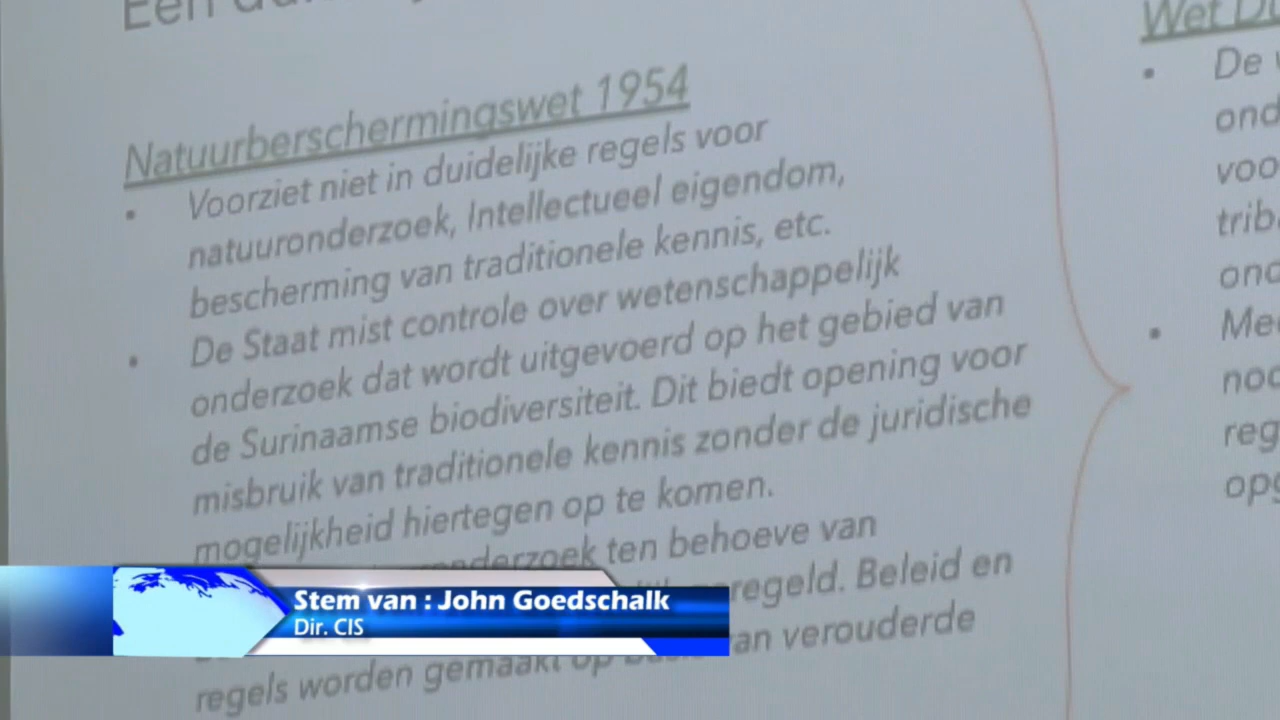 Een
Wet
Natuurberschermingswet 1954
Voorziet niet in duidelijke regels voor
natuuronderzoek, Intellectueel eigendom,
bescherming van traditionele kennis, etc.
De Staat mist controle over wetenschappelijk
onderzoek dat wordt uitgevoerd op het gebied van
de Surinaamse biodiversiteit. Dit biedt opening voor
misbruik van traditionele kennis zonder de juridische
mogelijkheid hiertegen op te komen.
ten behoeve van
Beleid en
verouderde
regels worden gemaakt op
De
Stem van : John Goedschalk
Dir. CIS